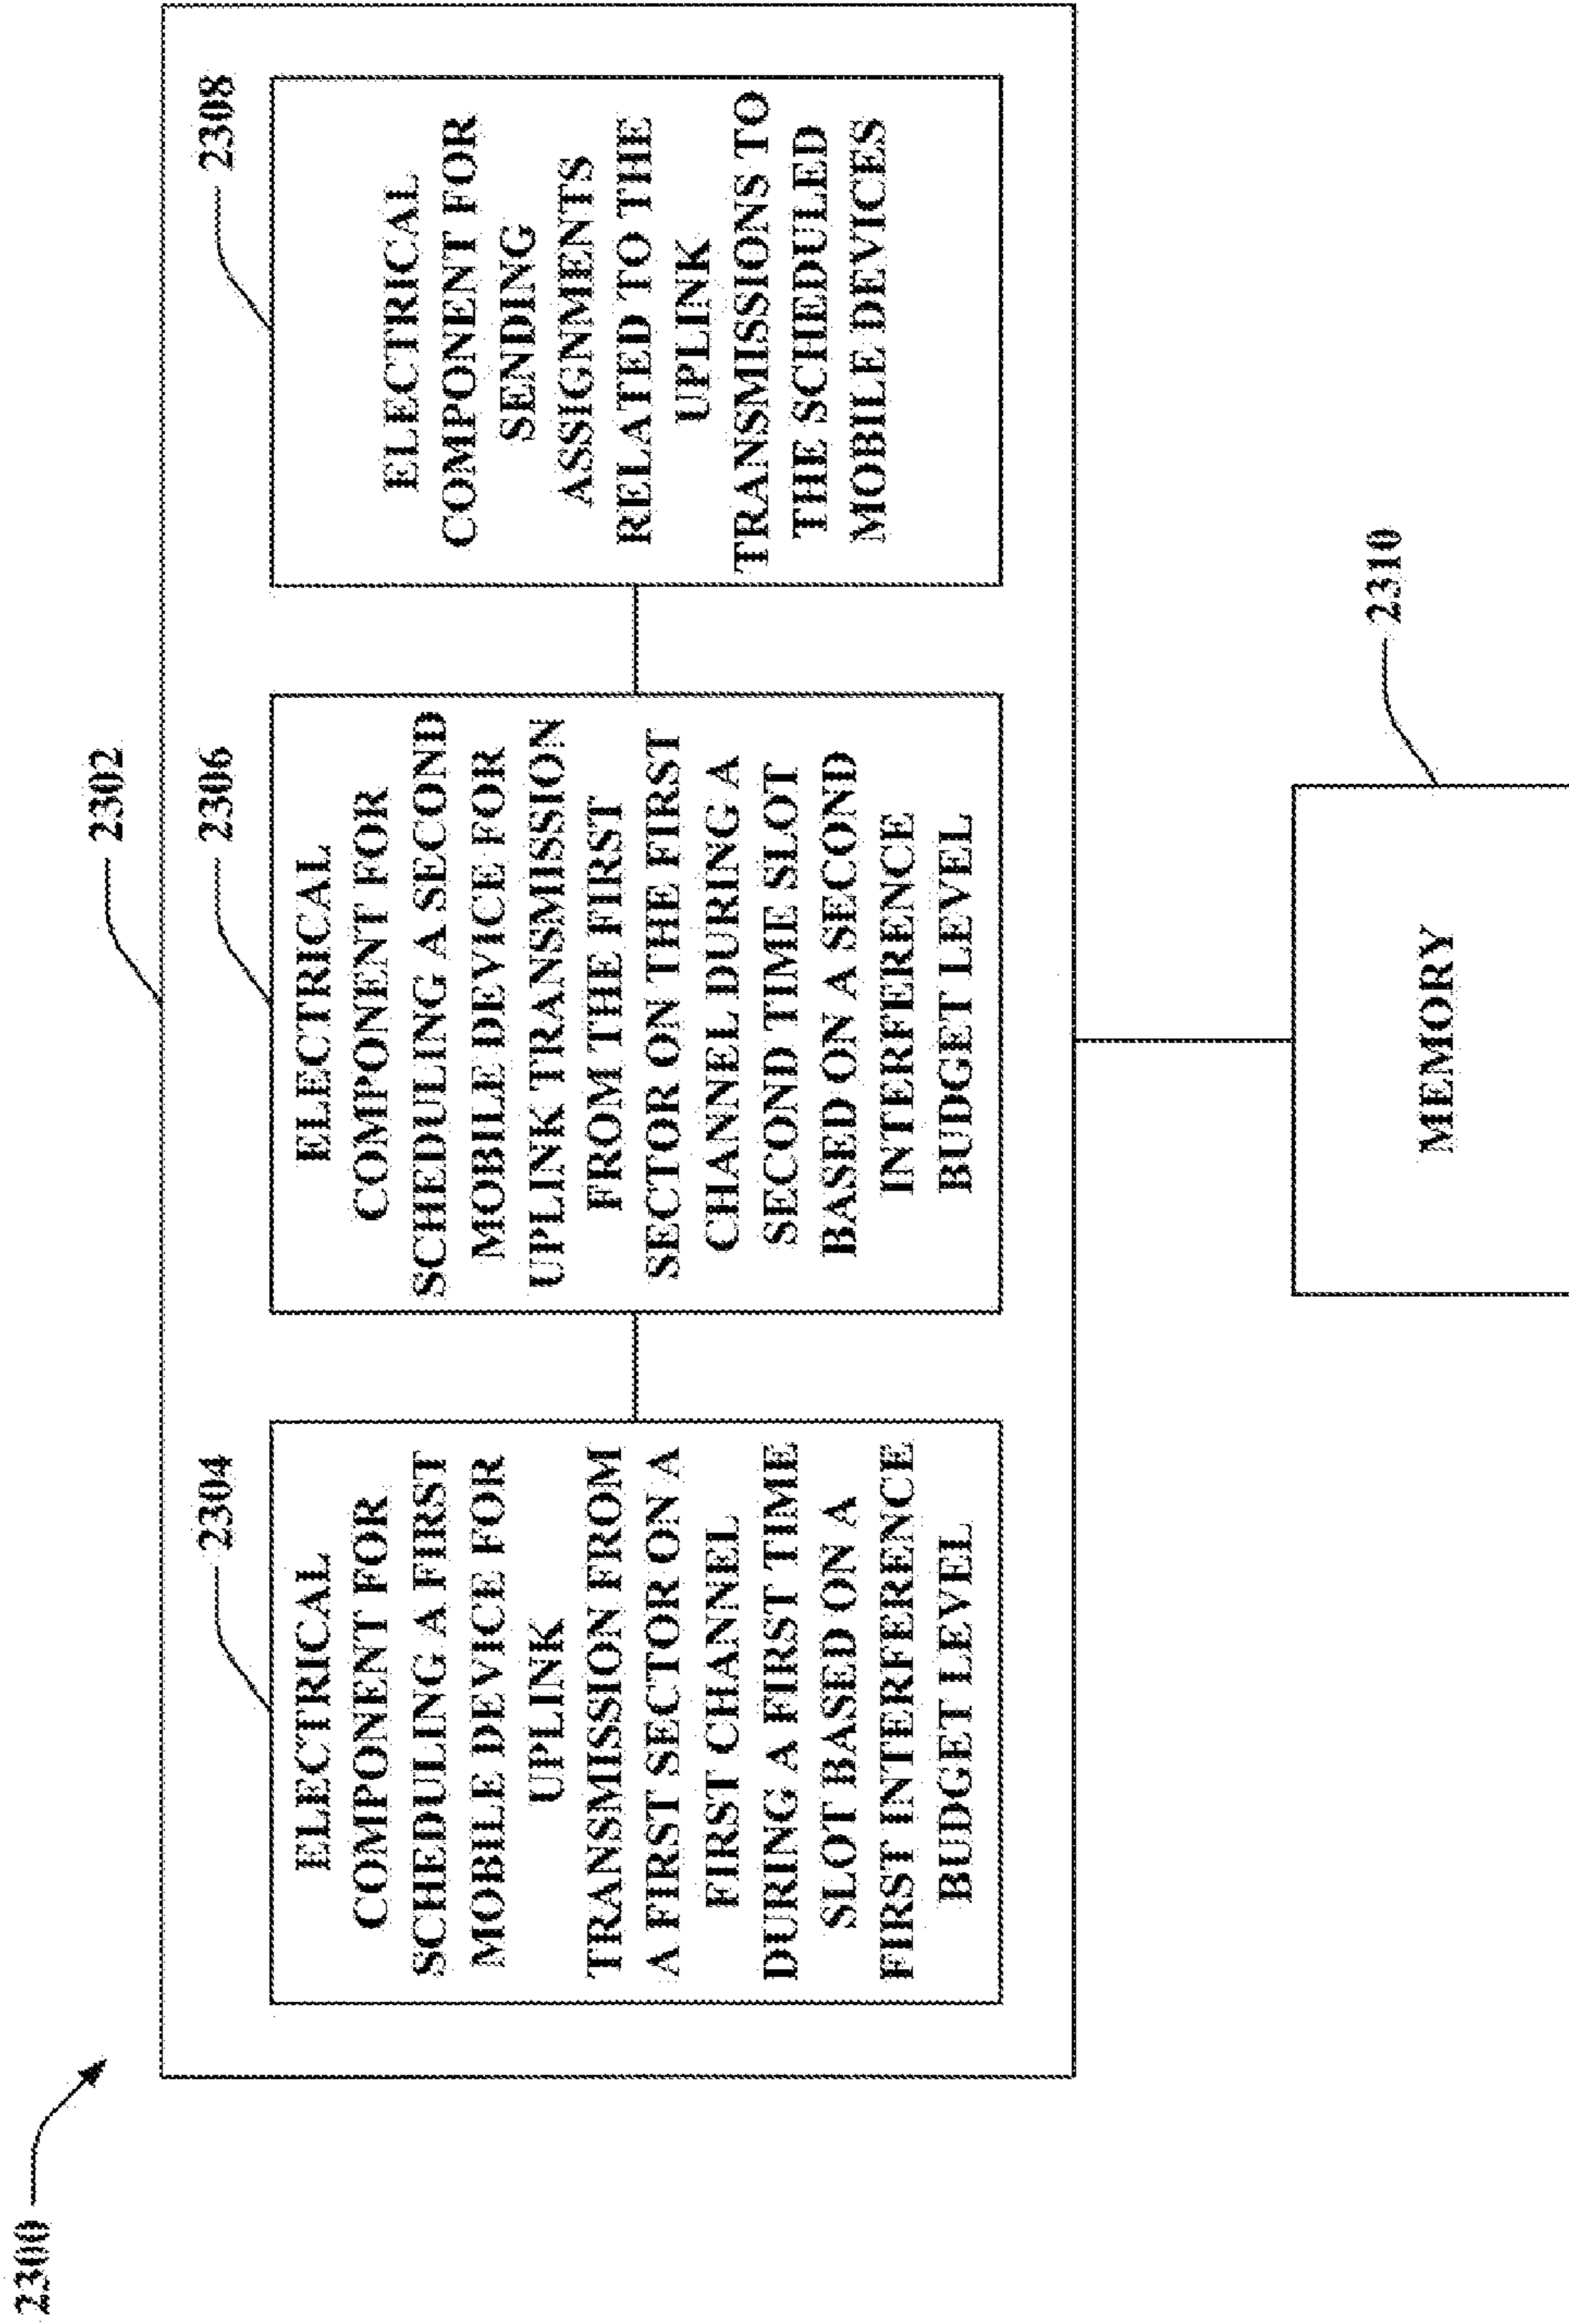 2300
2302
2304
ELECTRICAL
COMPONENT FOR
SCHEDULING A FIRST
MOBILE DEVICE FOR
UPLINK
TRANSMISSION FROM
A FIRST SECTOR ON A
FIRST CHANNEL
DURING A FIRST TIME
SLOT BASED ON A
FIRST INTERFERENCE
BUDGET LEVEL
2306
ELECTRICAL
COMPONENT FOR
SCHEDULING A SECOND
MOBILE DEVICE FOR
UPLINK TRANSMISSION
FROM THE FIRST
SECTOR ON THE FIRST
CHANNEL DURING A
SECOND TIME SLOT
BASED ON A SECOND
INTERFERENCE
BUDGET LEVEL
2308
ELECTRICAL
COMPONENT FOR
SENDING
ASSIGNMENTS
RELATED TO THE
UPLINK
TRANSMISSIONS TO
THE SCHEDULED
MOBILE DEVICES
2310
MEMORY